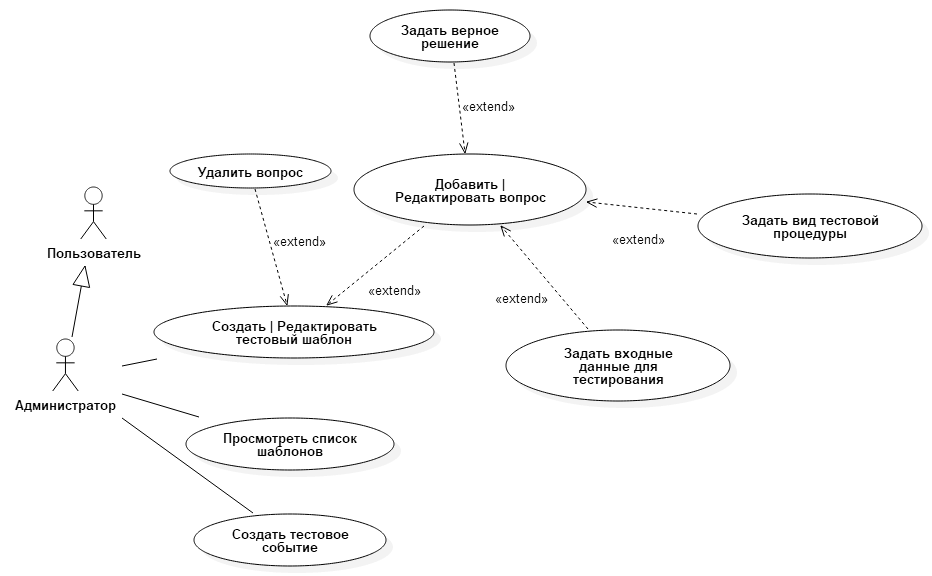 Задать верное
решение
«extend»
Удалить вопрос
Добавить |
Редактировать вопрос
Задать вид тестовой
процедуры
«extend»
«extend»
Пользователь
«extend»
«extend»
Создать | Редактировать
тестовый шаблон
Задать входные
данные для
тестирования
Администратор
Просмотреть список
шаблонов
Создать тестовое
событие